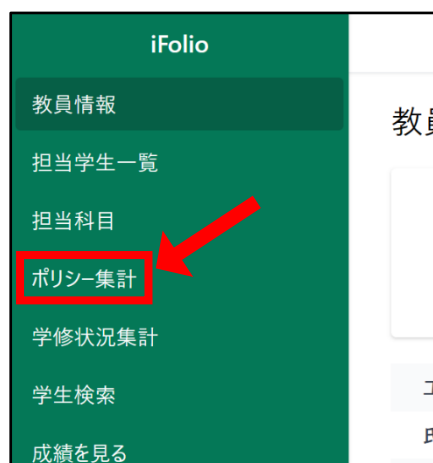 iFolio
教員情報
担当学生一覧
担当科目
ポリシー集計
学修状況集計
学生検索
成績を見る
教